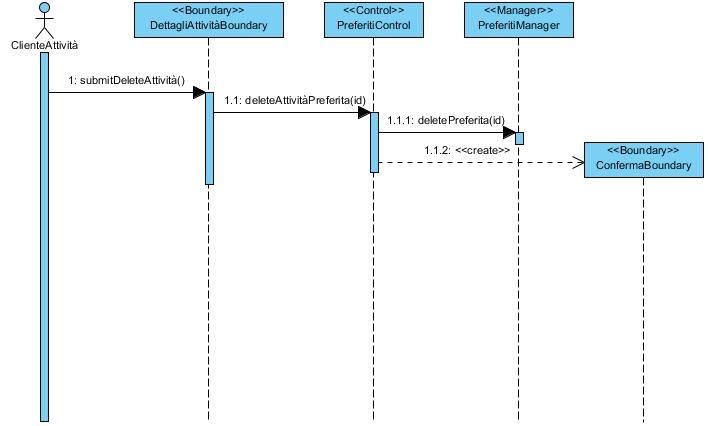 <<Boundary>>
DettagliAttivitàBoundary
<<Control>>
PreferitiControl
<<Manager>>
PreferitiManager
ClienteAttività
1: submitDeleteAttività()
1.1: deleteAttivitàPreferita(id)
1.1.1: deletePreferita(id)
1.1.2: <<create>>
<<Boundary>>
ConfermaBoundary